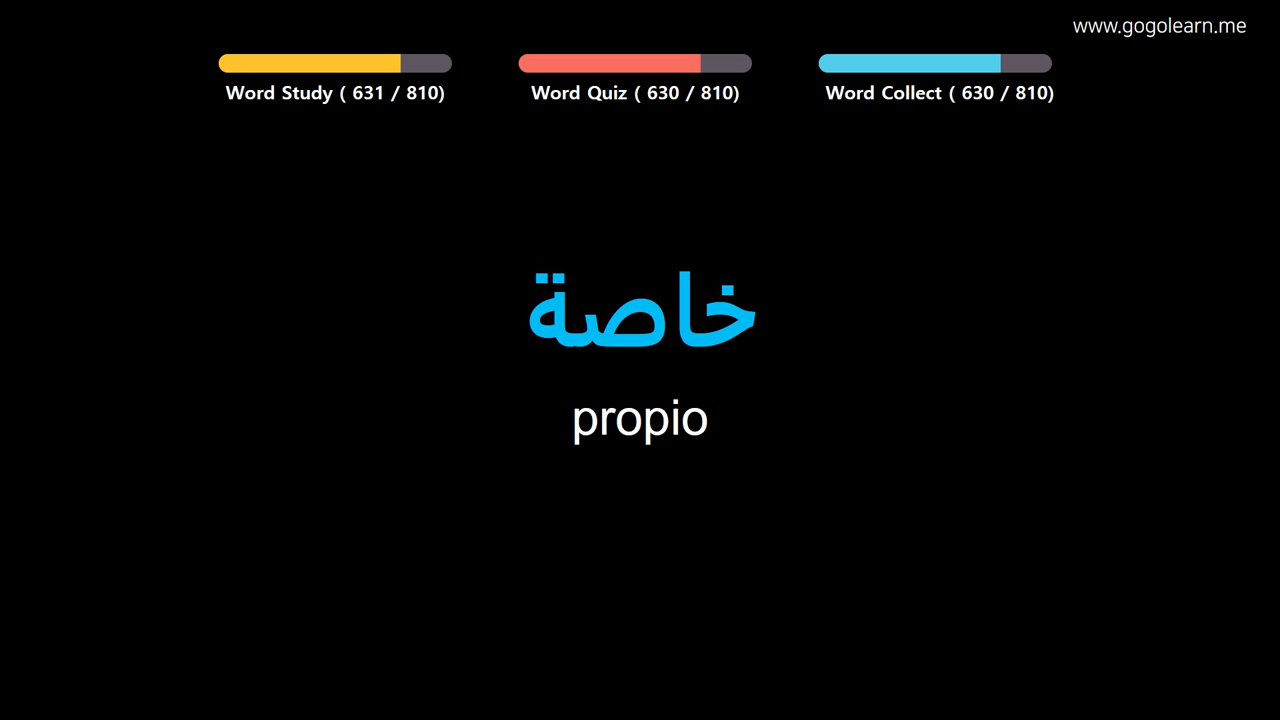 www.gogolearn.me
Word Study ( 631 / 810)
Word Quiz ( 630 / 810)
Word Collect ( 630 / 810)
خاصة
propio